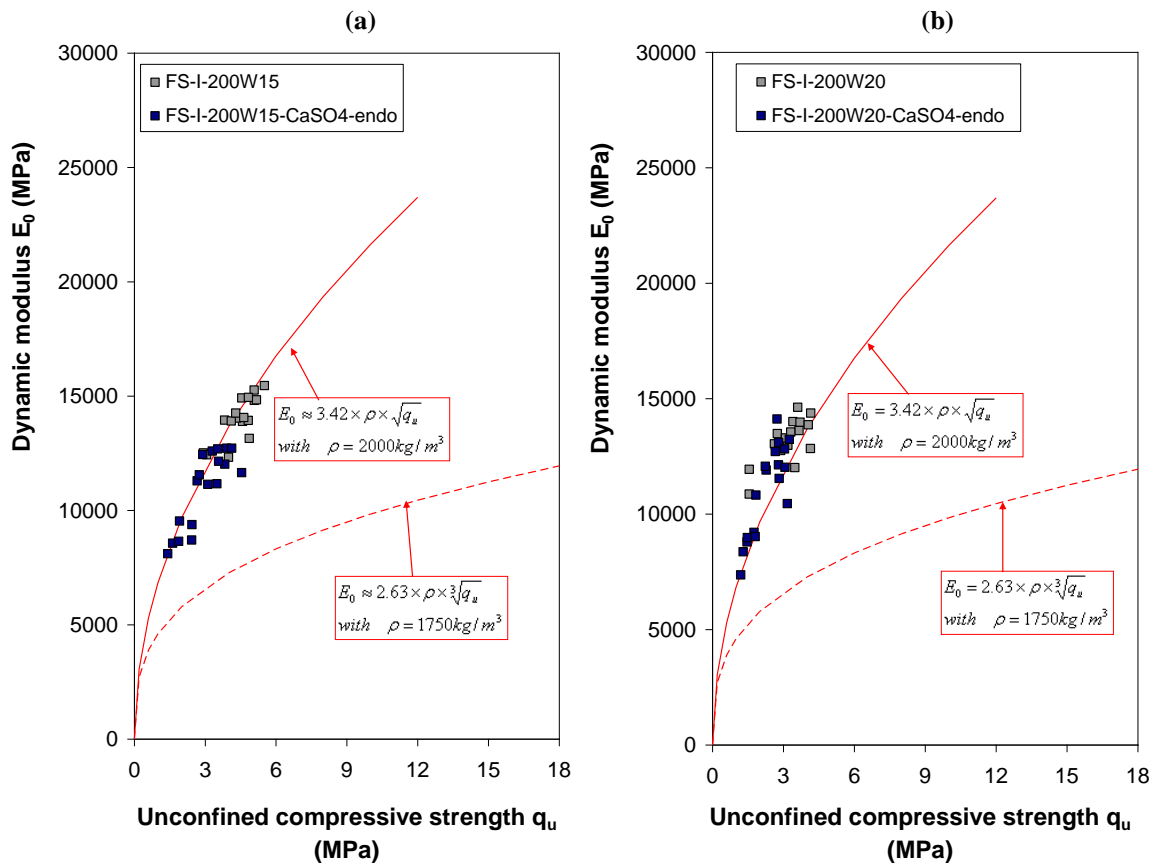 (a)
30000
25000
20000
15000
10000
5000
0
Dynamic modulus E₀ (MPa)
FS-I-200W15
FS-I-200W15-CaSO4-endo
E₀ ≈ 3.42 × ρ × √qᵤ
with ρ = 2000kg / m³
E₀ ≈ 2.63 × ρ × ∛qᵤ
with ρ = 1750kg / m³
0 3 6 9 12 15 18
Unconfined compressive strength qᵤ
(MPa)
(b)
30000
25000
20000
15000
10000
5000
0
Dynamic modulus E₀ (MPa)
FS-I-200W20
FS-I-200W20-CaSO4-endo
E₀ = 3.42 × ρ × √qᵤ
with ρ = 2000kg / m³
E₀ = 2.63 × ρ × ∛qᵤ
with ρ = 1750kg / m³
0 3 6 9 12 15 18
Unconfined compressive strength qᵤ
(MPa)